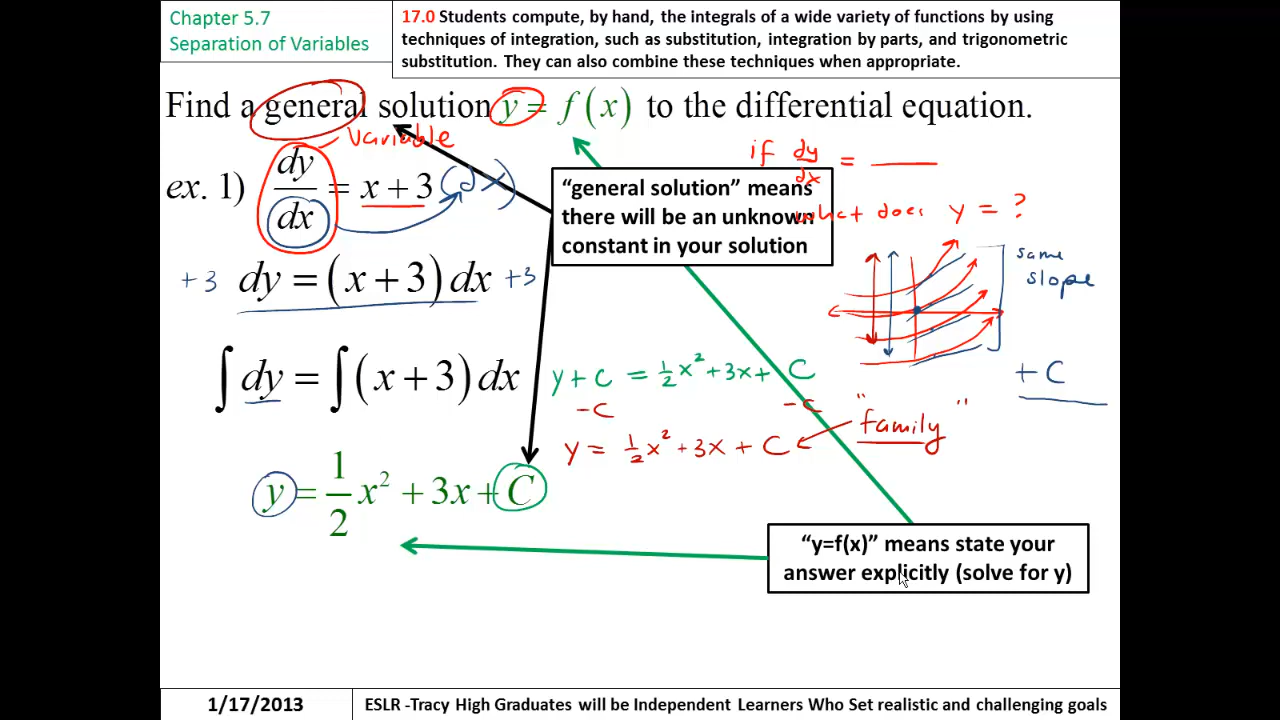 Chapter 5.7
Separation of Variables
17.0 Students compute, by hand, the integrals of a wide variety of functions by using
techniques of integration, such as substitution, integration by parts, and trigonometric
substitution. They can also combine these techniques when appropriate.
Find a general solution y = f(x) to the differential equation.
variable
ex. 1) dy/dx = x + 3 (dx)
if dy/dx = ____
"general solution" means
there will be an unknown
constant in your solution
what does y = ?
same
slope
+3 dy = (x + 3) dx +3
∫ dy = ∫ (x + 3) dx
y + C = ½x² + 3x + C
+ C
-C -C
"family"
y = ½x² + 3x + C
y = 1/2 x² + 3x + C
"y=f(x)" means state your
answer explicitly (solve for y)
1/17/2013
ESLR -Tracy High Graduates will be Independent Learners Who Set realistic and challenging goals